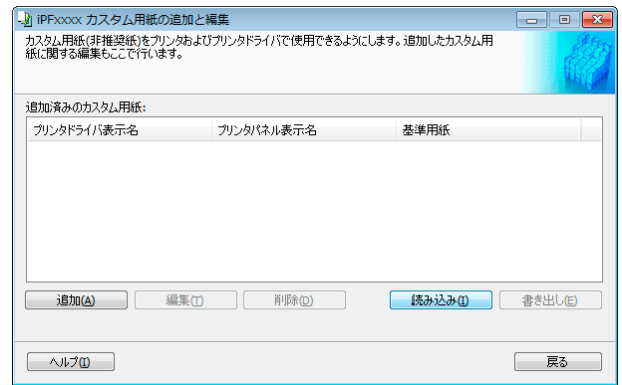 iPFxxxx カスタム用紙の追加と編集
カスタム用紙(非推奨紙)をプリンタおよびプリンタドライバで使用できるようにします。追加したカスタム用
紙に関する編集もここで行います。
追加済みのカスタム用紙:
プリンタドライバ表示名 プリンタパネル表示名 基準用紙
追加(A) 編集(T) 削除(D) 読み込み(I) 書き出し(E)
ヘルプ(I) 戻る